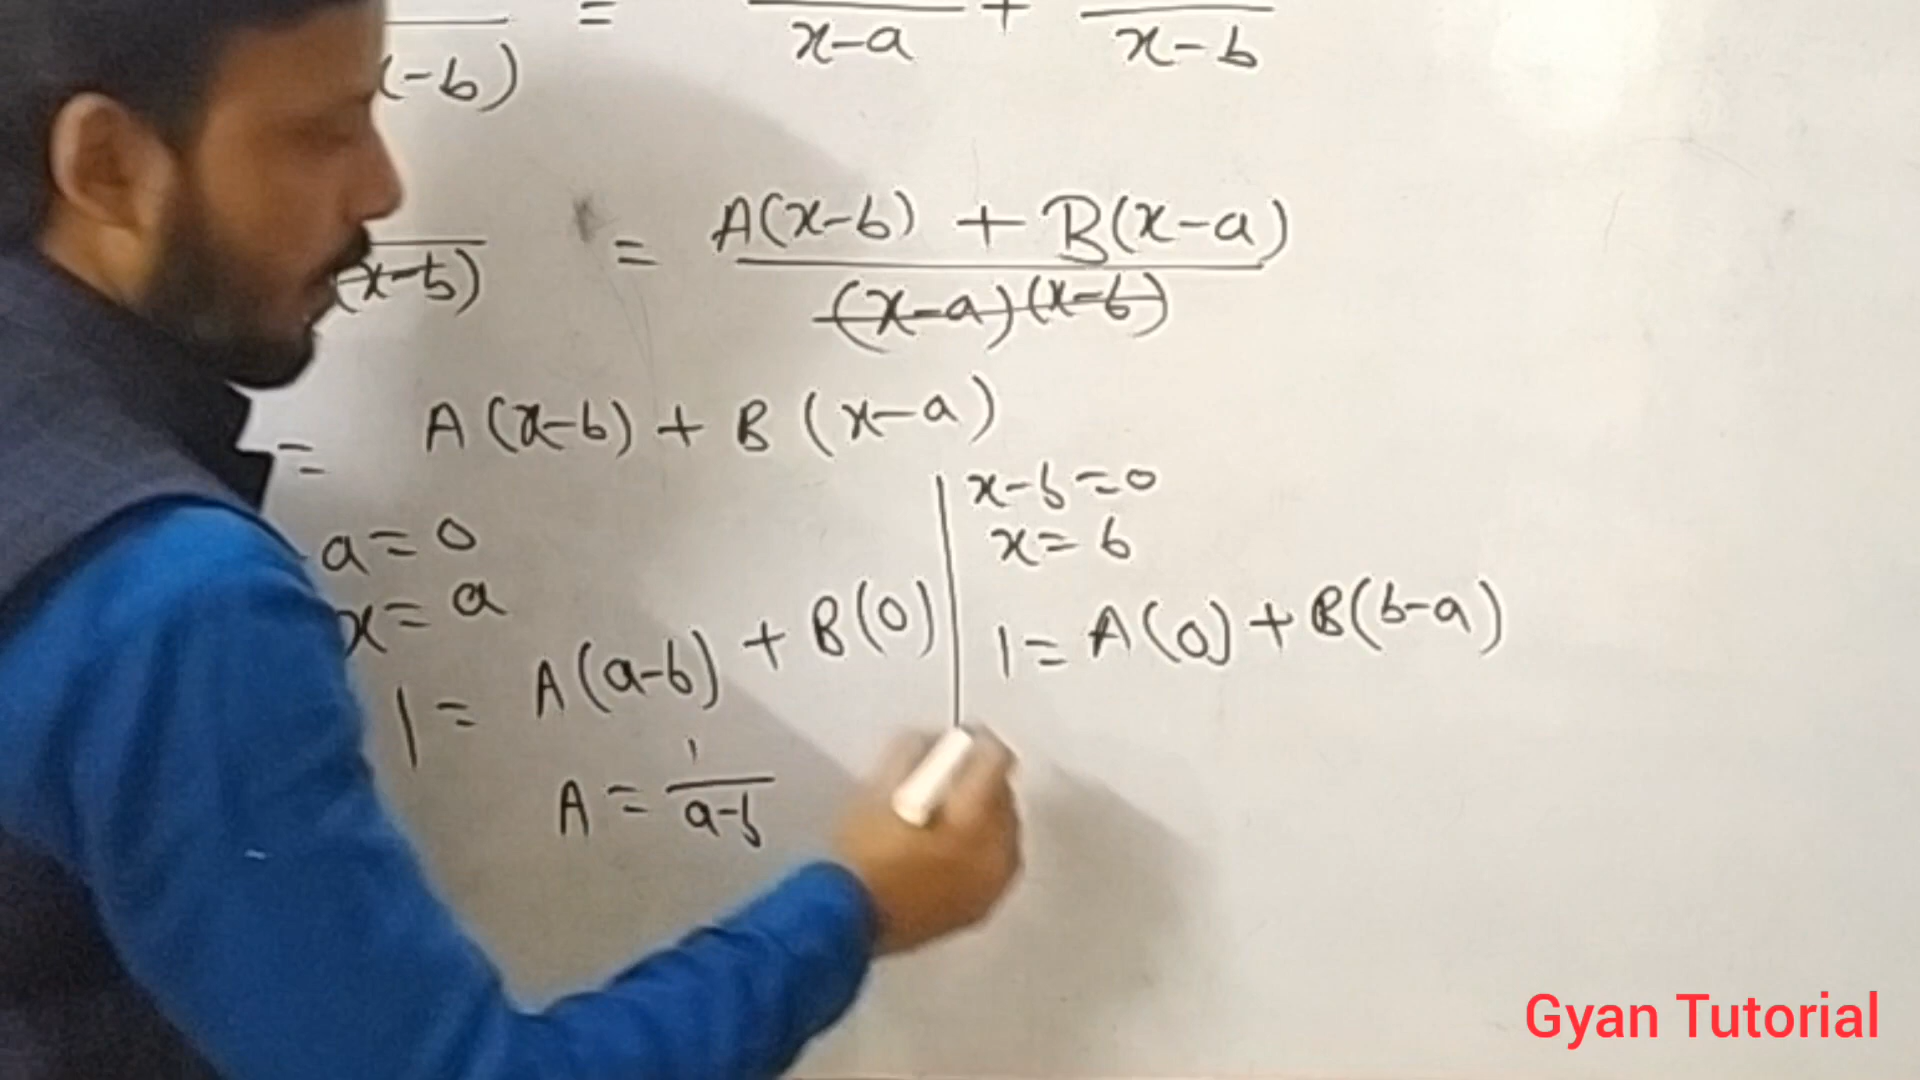 x-b) = x-a + x-b
(x-b) = A(x-b) + B(x-a)
(x-a)(x-b)
= A(x-b) + B(x-a)
-a=0
x=a
1 = A(a-b) + B(0)
A = 1/a-b
x-b=0
x=b
1= A(0)+B(b-a)
Gyan Tutorial